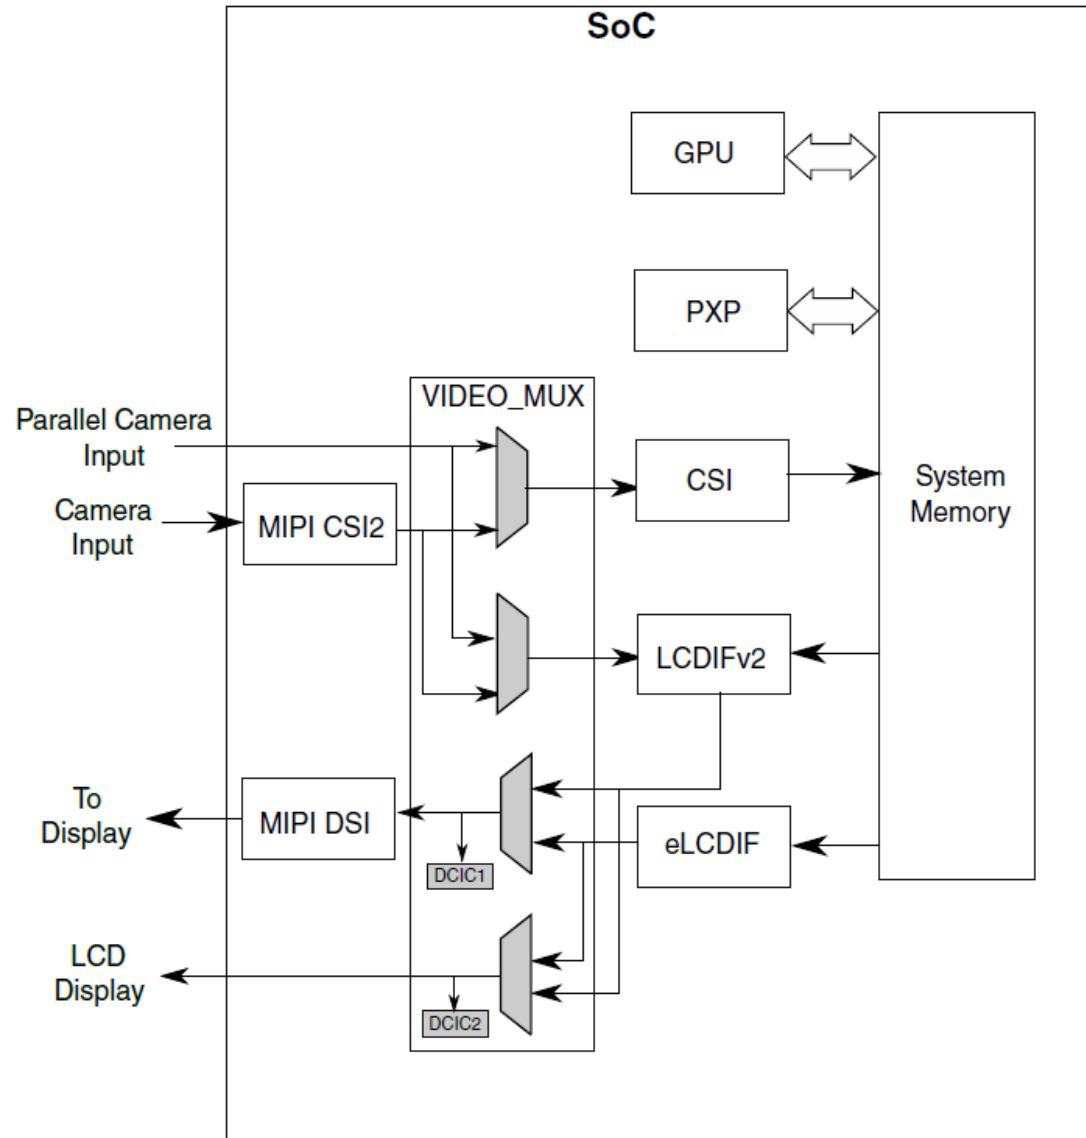 SoC
GPU
PXP
VIDEO_MUX
Parallel Camera
Input
CSI
System
Memory
Camera
Input
MIPI CSI2
LCDIFv2
To
Display
MIPI DSI
eLCDIF
DCIC1
LCD
Display
DCIC2